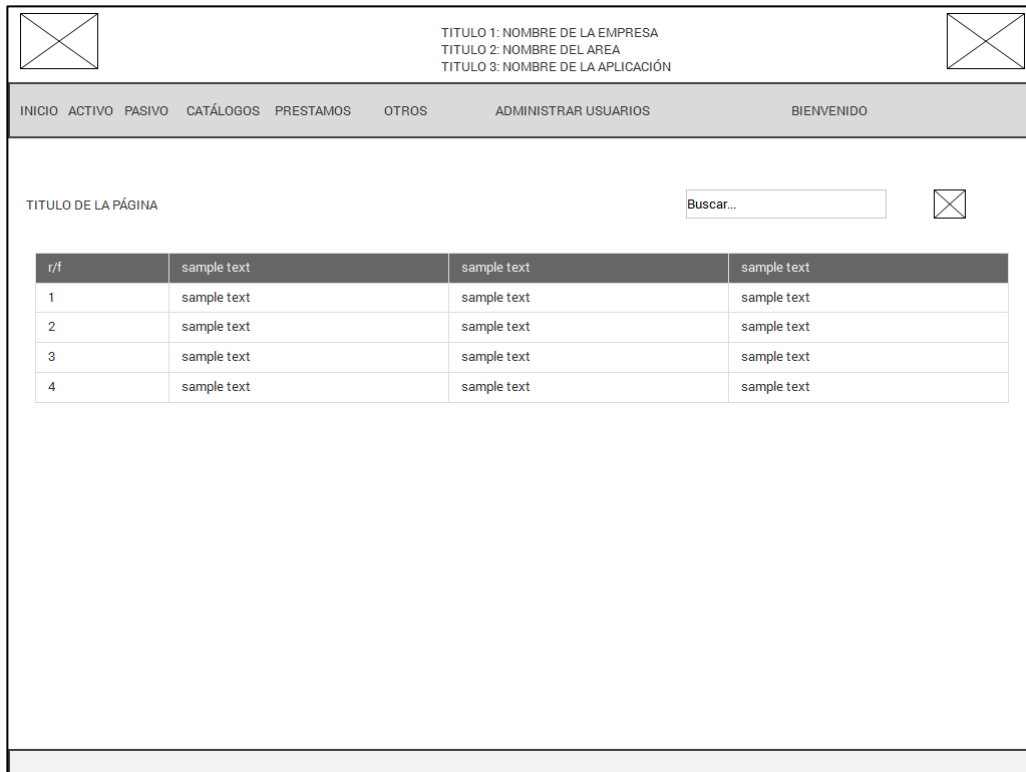 TITULO 1: NOMBRE DE LA EMPRESA
TITULO 2: NOMBRE DEL AREA
TITULO 3: NOMBRE DE LA APLICACIÓN
INICIO ACTIVO PASIVO CATÁLOGOS PRESTAMOS OTROS ADMINISTRAR USUARIOS BIENVENIDO
TITULO DE LA PÁGINA Buscar...
r/f sample text sample text sample text
1 sample text sample text sample text
2 sample text sample text sample text
3 sample text sample text sample text
4 sample text sample text sample text